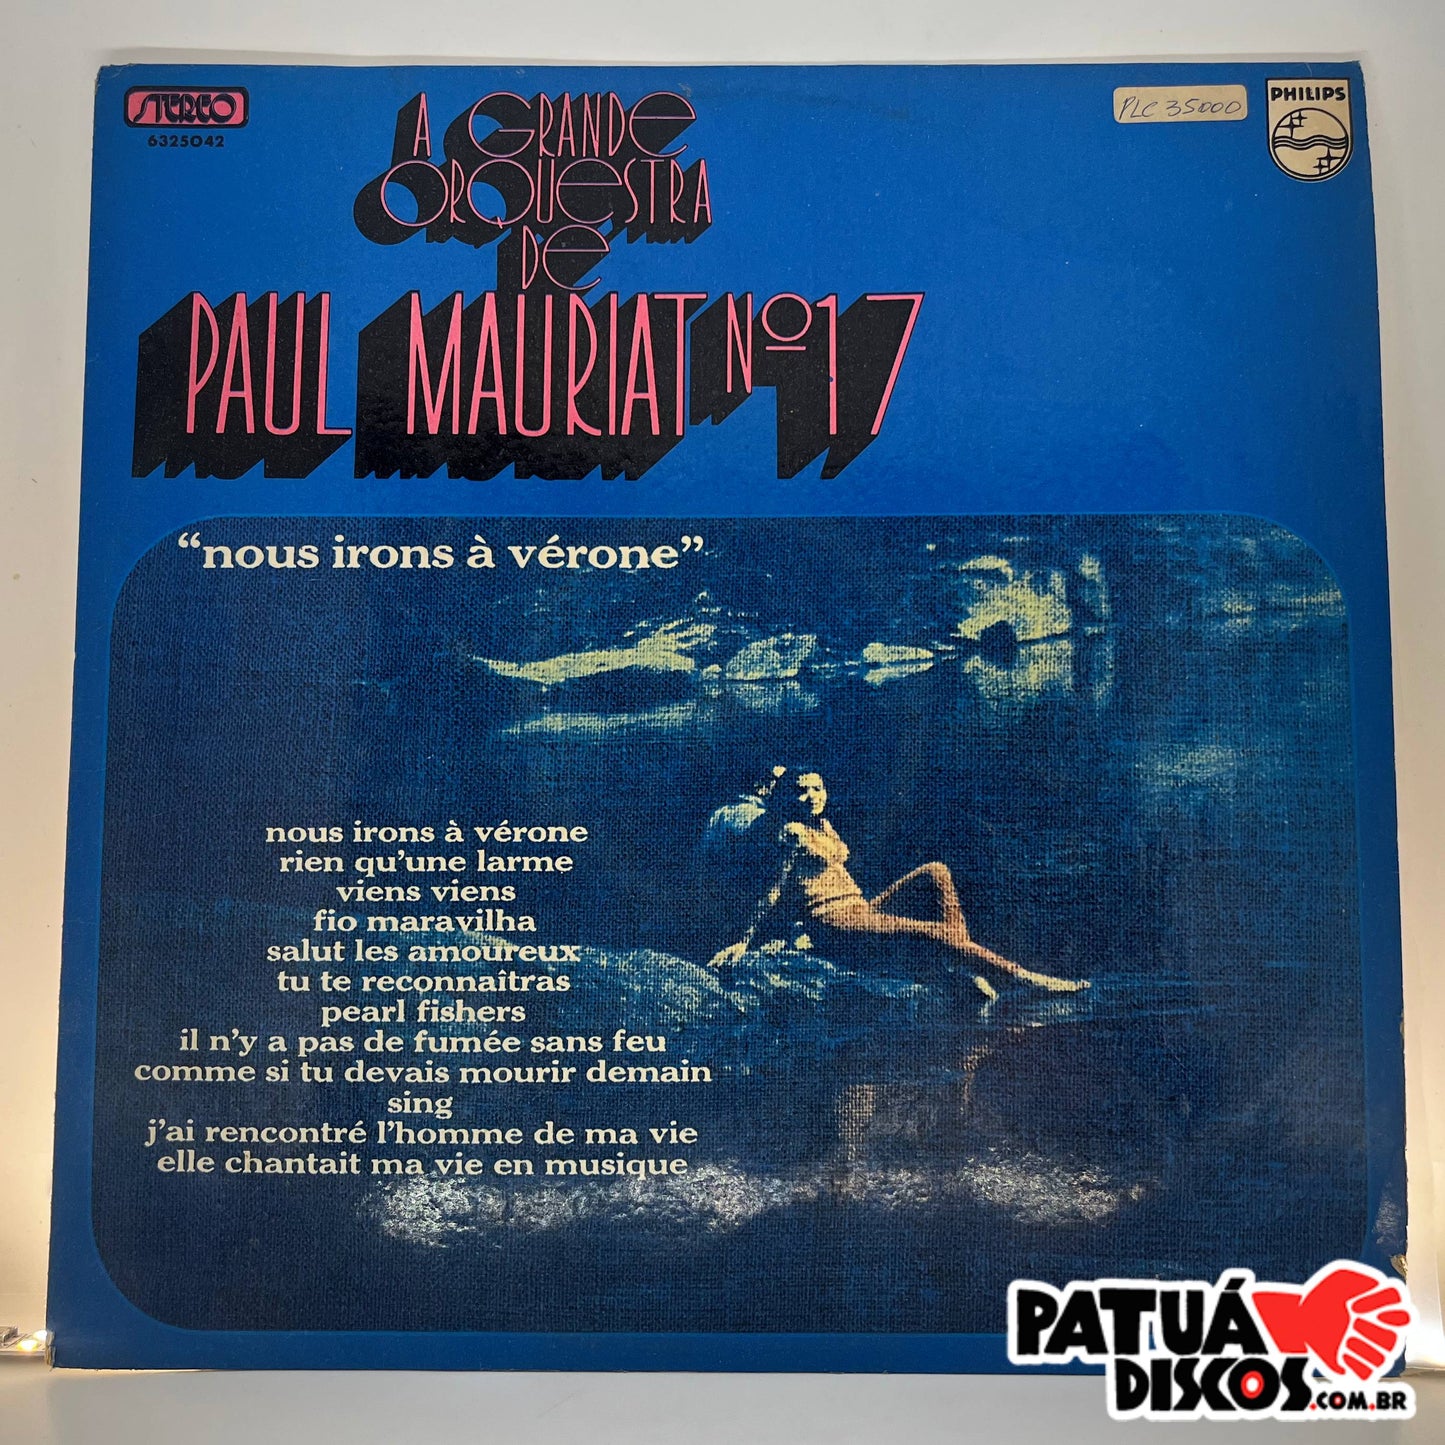 STEREO
6325042
A GRANDE
ORQUESTRA
DE
PAUL MAURIAT Nº 17
PLC 35000
PHILIPS
“nous irons à vérone”
nous irons à vérone
rien qu’une larme
viens viens
fio maravilha
salut les amoureux
tu te reconnaîtras
pearl fishers
il n’y a pas de fumée sans feu
comme si tu devais mourir demain
sing
j’ai rencontré l’homme de ma vie
elle chantait ma vie en musique
PATUÁ
DISCOS.COM.BR